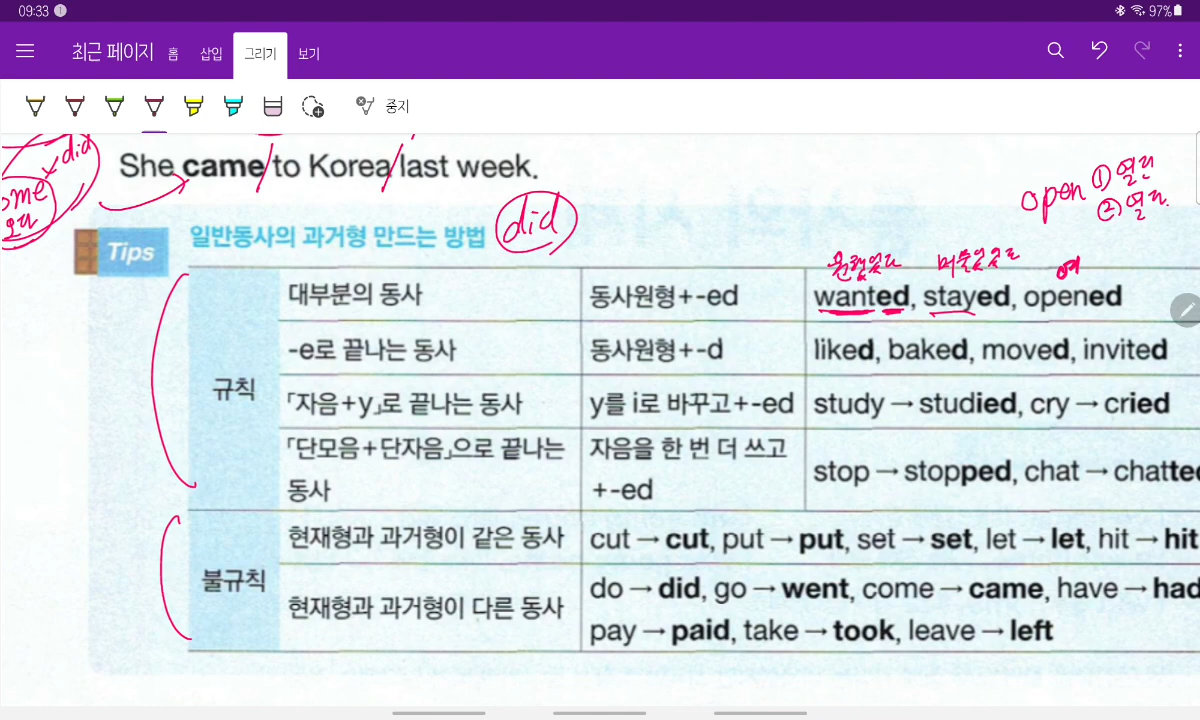 09:33
97%
최근 페이지 홈 삽입 그리기 보기
중지
did
She came/to Korea/last week.
ome
오다
open ① 열린
② 열다.
Tips 일반동사의 과거형 만드는 방법 did
원했었다 머물었었다 여
대부분의 동사 동사원형+-ed wanted, stayed, opened
-e로 끝나는 동사 동사원형+-d liked, baked, moved, invited
규칙
「자음+y」로 끝나는 동사 y를 i로 바꾸고+-ed study → studied, cry → cried
「단모음+단자음」으로 끝나는 동사 자음을 한 번 더 쓰고 +-ed stop → stopped, chat → chatted
현재형과 과거형이 같은 동사 cut → cut, put → put, set → set, let → let, hit → hit
불규칙
현재형과 과거형이 다른 동사 do → did, go → went, come → came, have → had
pay → paid, take → took, leave → left